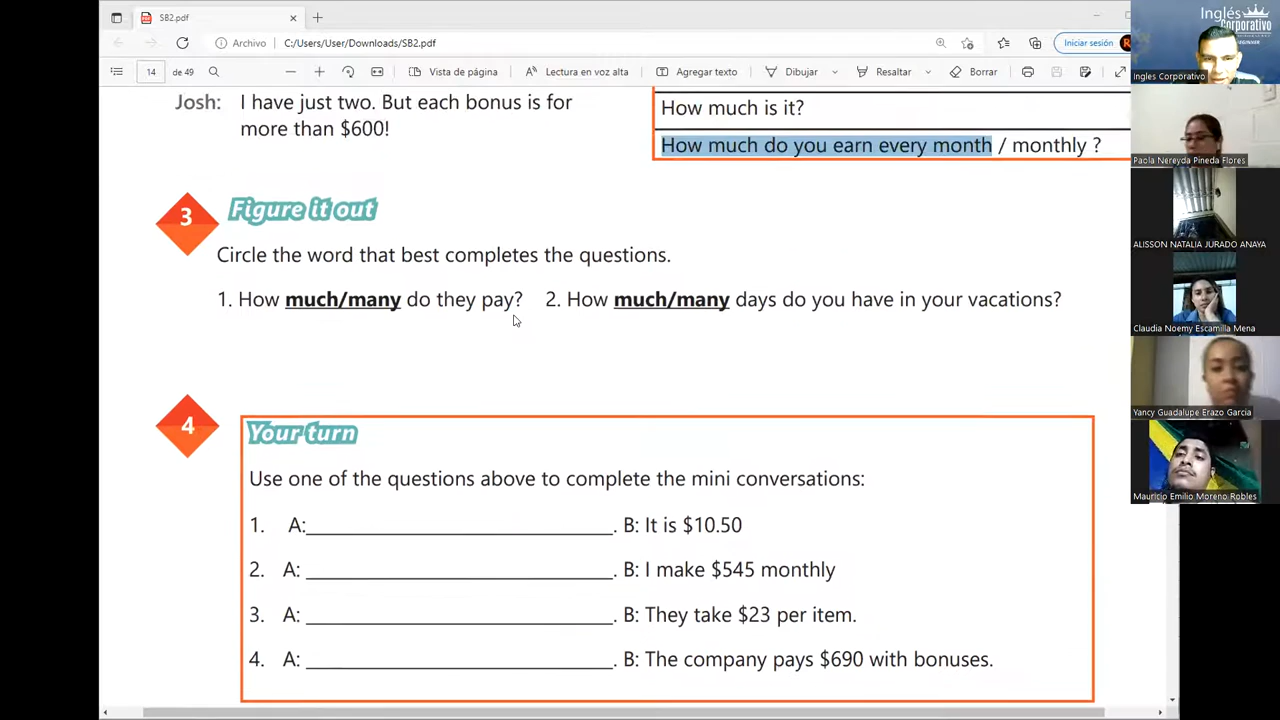 SB2.pdf
Archivo C:/Users/User/Downloads/SB2.pdf Iniciar sesión
14 de 49 Vista de página Lectura en voz alta Agregar texto Dibujar Resaltar Borrar
Josh: I have just two. But each bonus is for
more than $600!
How much is it?
How much do you earn every month / monthly ?
3 Figure it out
Circle the word that best completes the questions.
1. How much/many do they pay? 2. How much/many days do you have in your vacations?
4 Your turn
Use one of the questions above to complete the mini conversations:
1. A:______________________________. B: It is $10.50
2. A: ______________________________. B: I make $545 monthly
3. A: ______________________________. B: They take $23 per item.
4. A: ______________________________. B: The company pays $690 with bonuses.
Inglés
Corporativo
Ingles Corporativo
Paola Nereyda Pineda Flores
ALISSON NATALIA JURADO ANAYA
Claudia Noemy Escamilla Mena
Yancy Guadalupe Erazo Garcia
Mauricio Emilio Moreno Robles